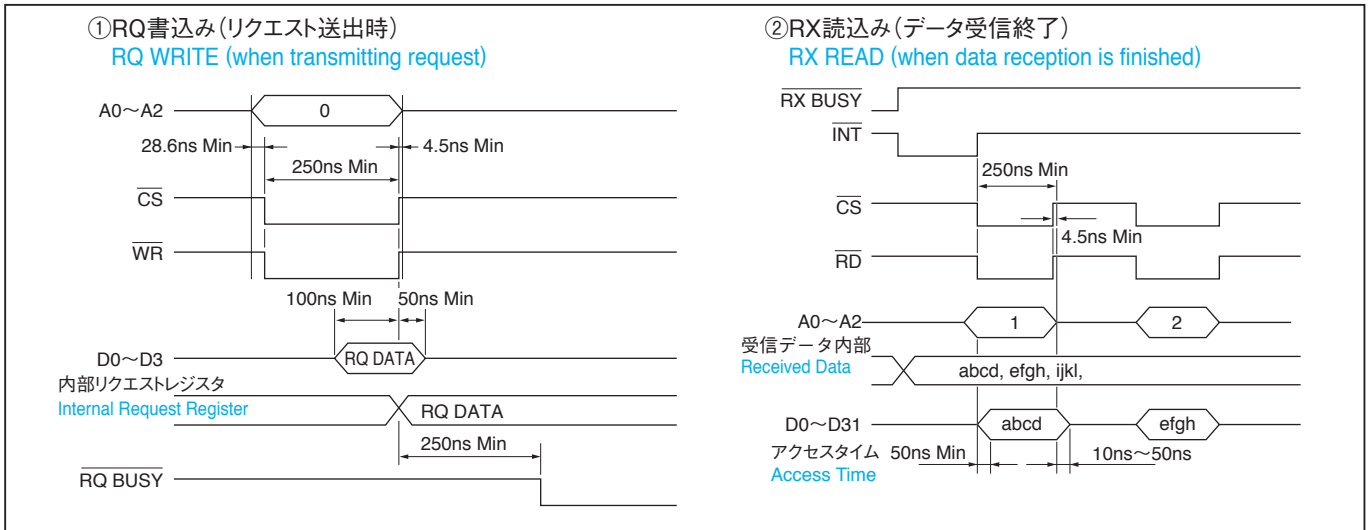 ①RQ書込み(リクエスト送出時)
RQ WRITE (when transmitting request)
A0～A2
0
28.6ns Min
4.5ns Min
250ns Min
CS
WR
100ns Min
50ns Min
D0～D3
RQ DATA
内部リクエストレジスタ
Internal Request Register
RQ DATA
250ns Min
RQ BUSY
②RX読込み(データ受信終了)
RX READ (when data reception is finished)
RX BUSY
INT
250ns Min
CS
4.5ns Min
RD
A0～A2
1
2
受信データ内部
Received Data
abcd, efgh, ijkl,
D0～D31
abcd
efgh
アクセスタイム
Access Time
50ns Min
10ns～50ns